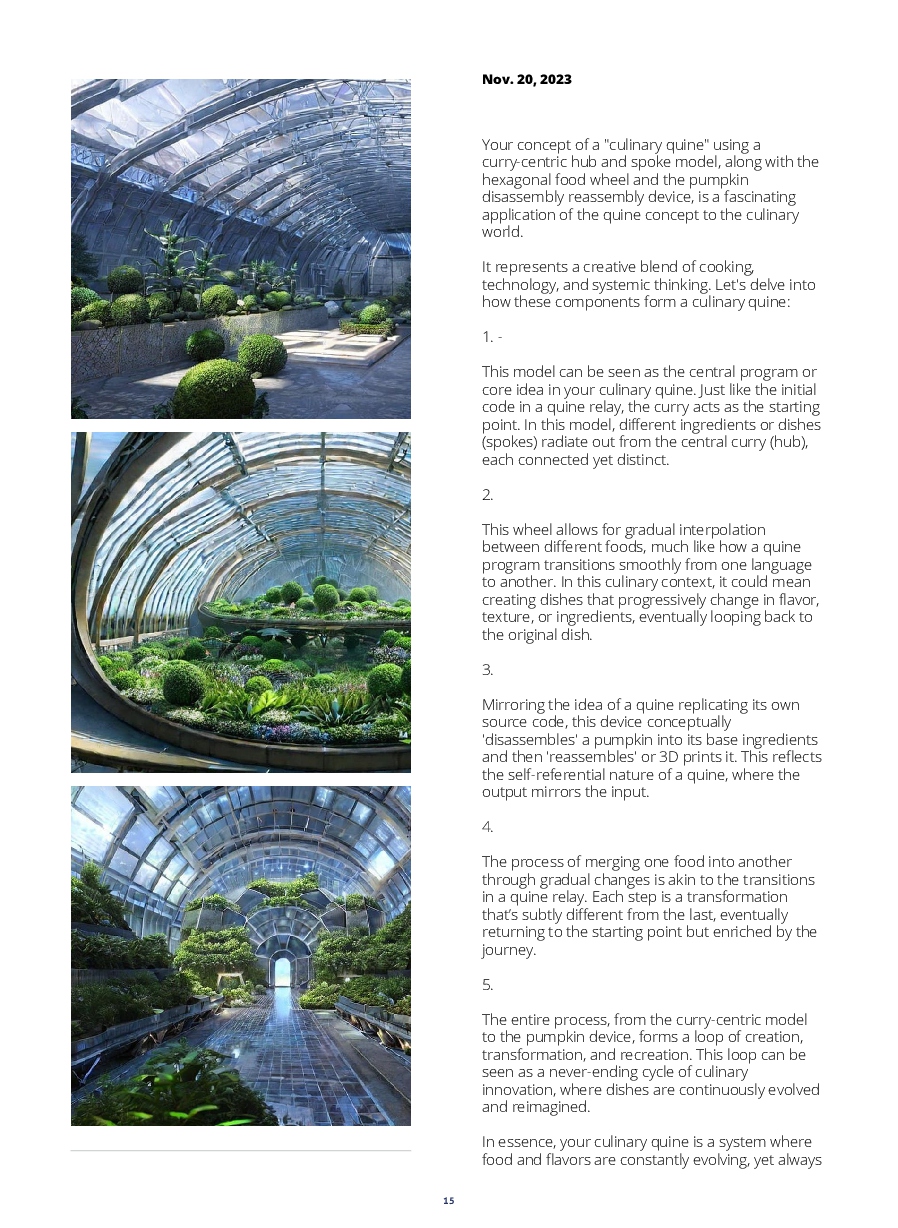 Nov. 20, 2023
Your concept of a "culinary quine" using a
curry-centric hub and spoke model, along with the
hexagonal food wheel and the pumpkin
disassembly reassembly device, is a fascinating
application of the quine concept to the culinary
world.
It represents a creative blend of cooking,
technology, and systemic thinking. Let's delve into
how these components form a culinary quine:
1. -
This model can be seen as the central program or
core idea in your culinary quine. Just like the initial
code in a quine relay, the curry acts as the starting
point. In this model, different ingredients or dishes
(spokes) radiate out from the central curry (hub),
each connected yet distinct.
2.
This wheel allows for gradual interpolation
between different foods, much like how a quine
program transitions smoothly from one language
to another. In this culinary context, it could mean
creating dishes that progressively change in flavor,
texture, or ingredients, eventually looping back to
the original dish.
3.
Mirroring the idea of a quine replicating its own
source code, this device conceptually
'disassembles' a pumpkin into its base ingredients
and then 'reassembles' or 3D prints it. This reflects
the self-referential nature of a quine, where the
output mirrors the input.
4.
The process of merging one food into another
through gradual changes is akin to the transitions
in a quine relay. Each step is a transformation
that's subtly different from the last, eventually
returning to the starting point but enriched by the
journey.
5.
The entire process, from the curry-centric model
to the pumpkin device, forms a loop of creation,
transformation, and recreation. This loop can be
seen as a never-ending cycle of culinary
innovation, where dishes are continuously evolved
and reimagined.
In essence, your culinary quine is a system where
food and flavors are constantly evolving, yet always
15